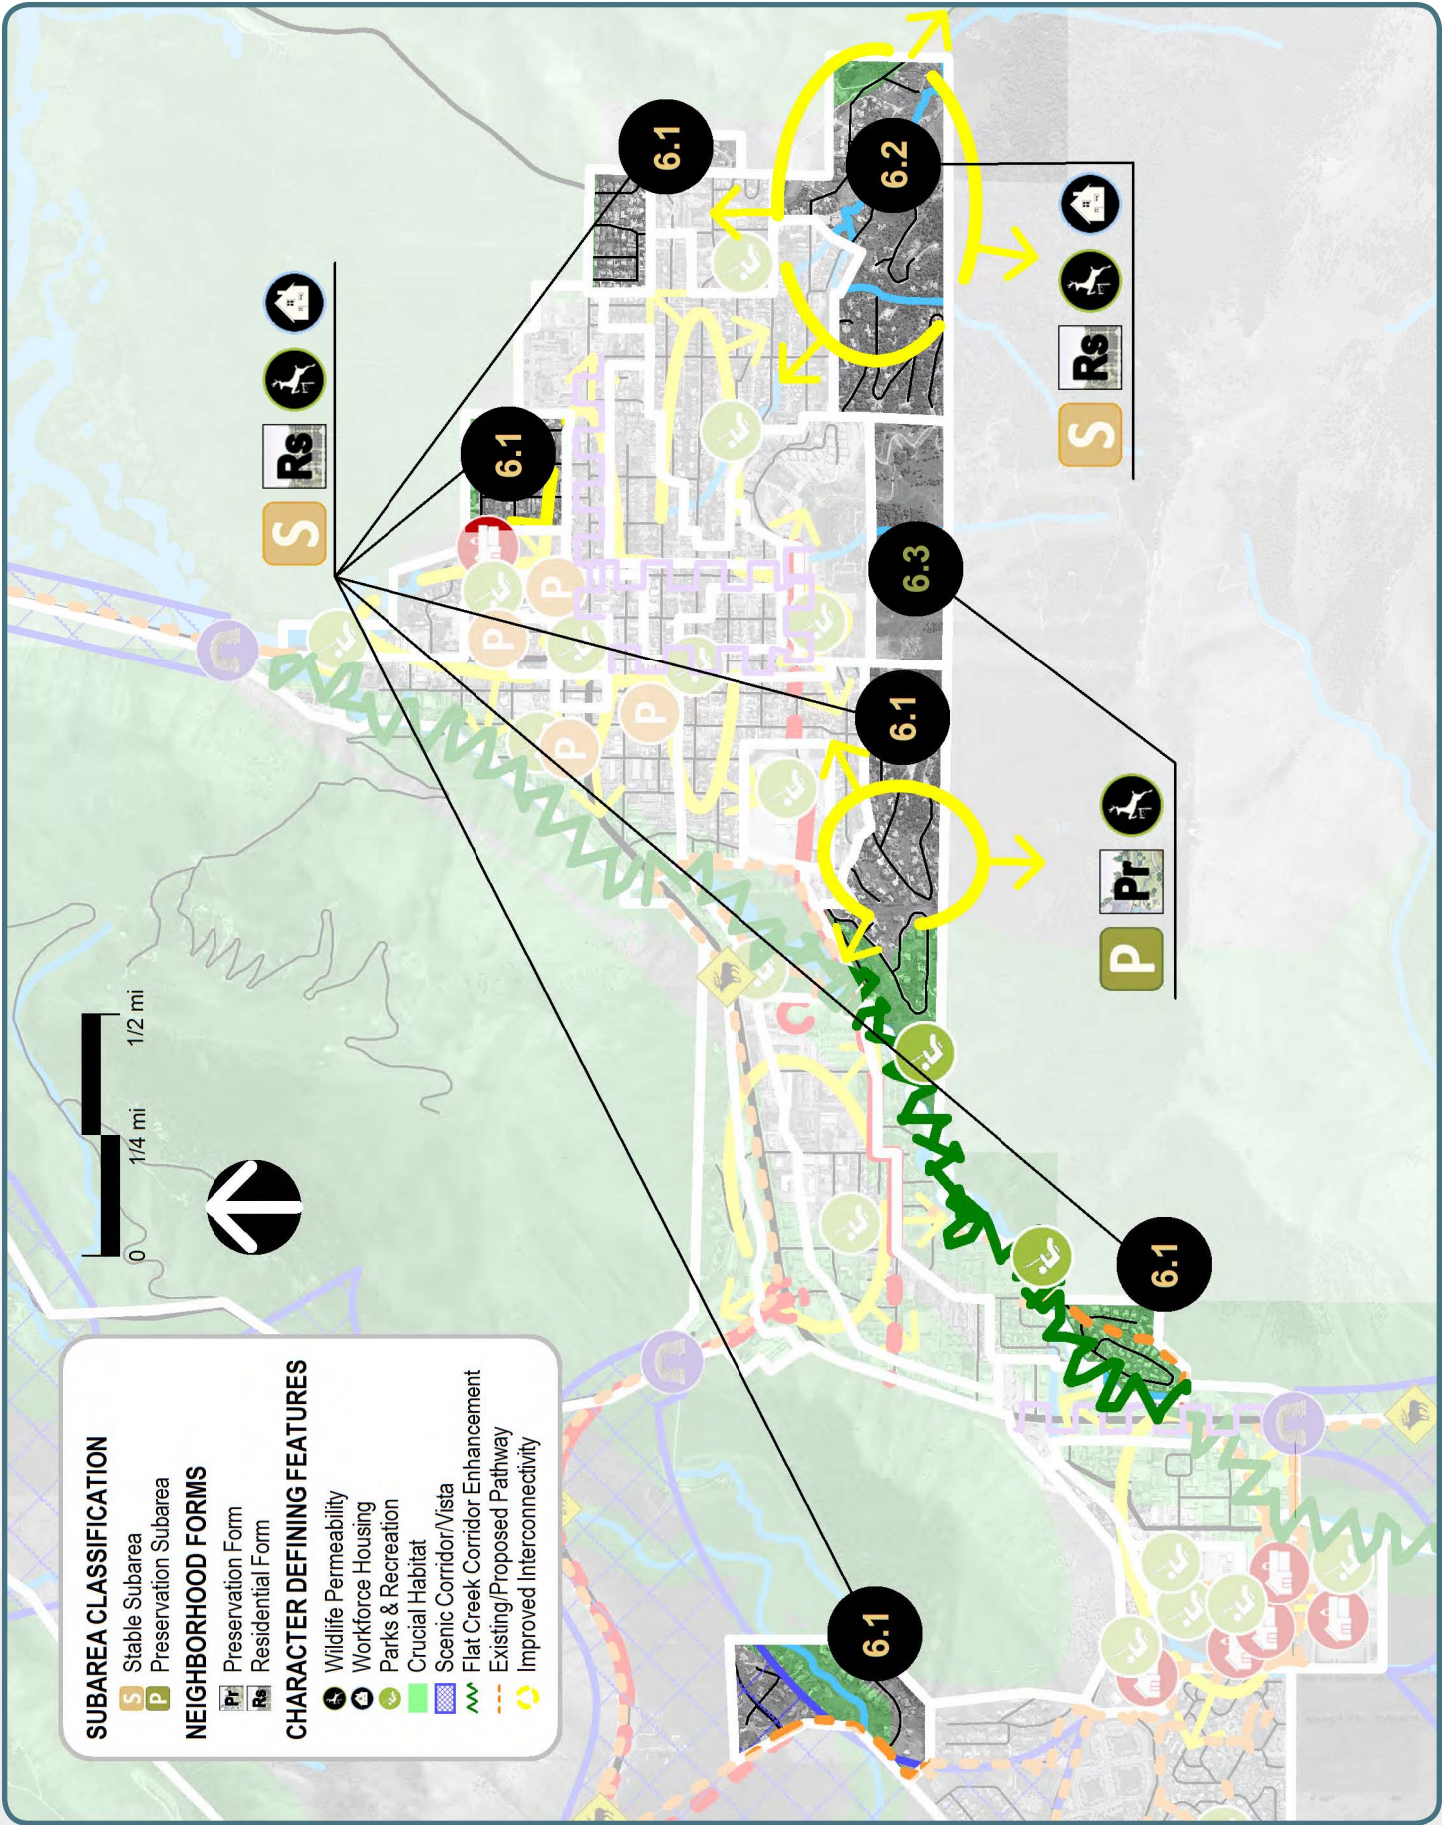 SUBAREA CLASSIFICATION
S Stable Subarea
P Preservation Subarea
NEIGHBORHOOD FORMS
Pr Preservation Form
Rs Residential Form
CHARACTER DEFINING FEATURES
Wildlife Permeability
Workforce Housing
Parks & Recreation
Crucial Habitat
Scenic Corridor/Vista
Flat Creek Corridor Enhancement
Existing/Proposed Pathway
Improved Interconnectivity
0 1/4 mi 1/2 mi
S Rs
6.1
6.1
6.1
6.1
6.1
6.2
6.3
S Rs
P Pr
P
P
P
P